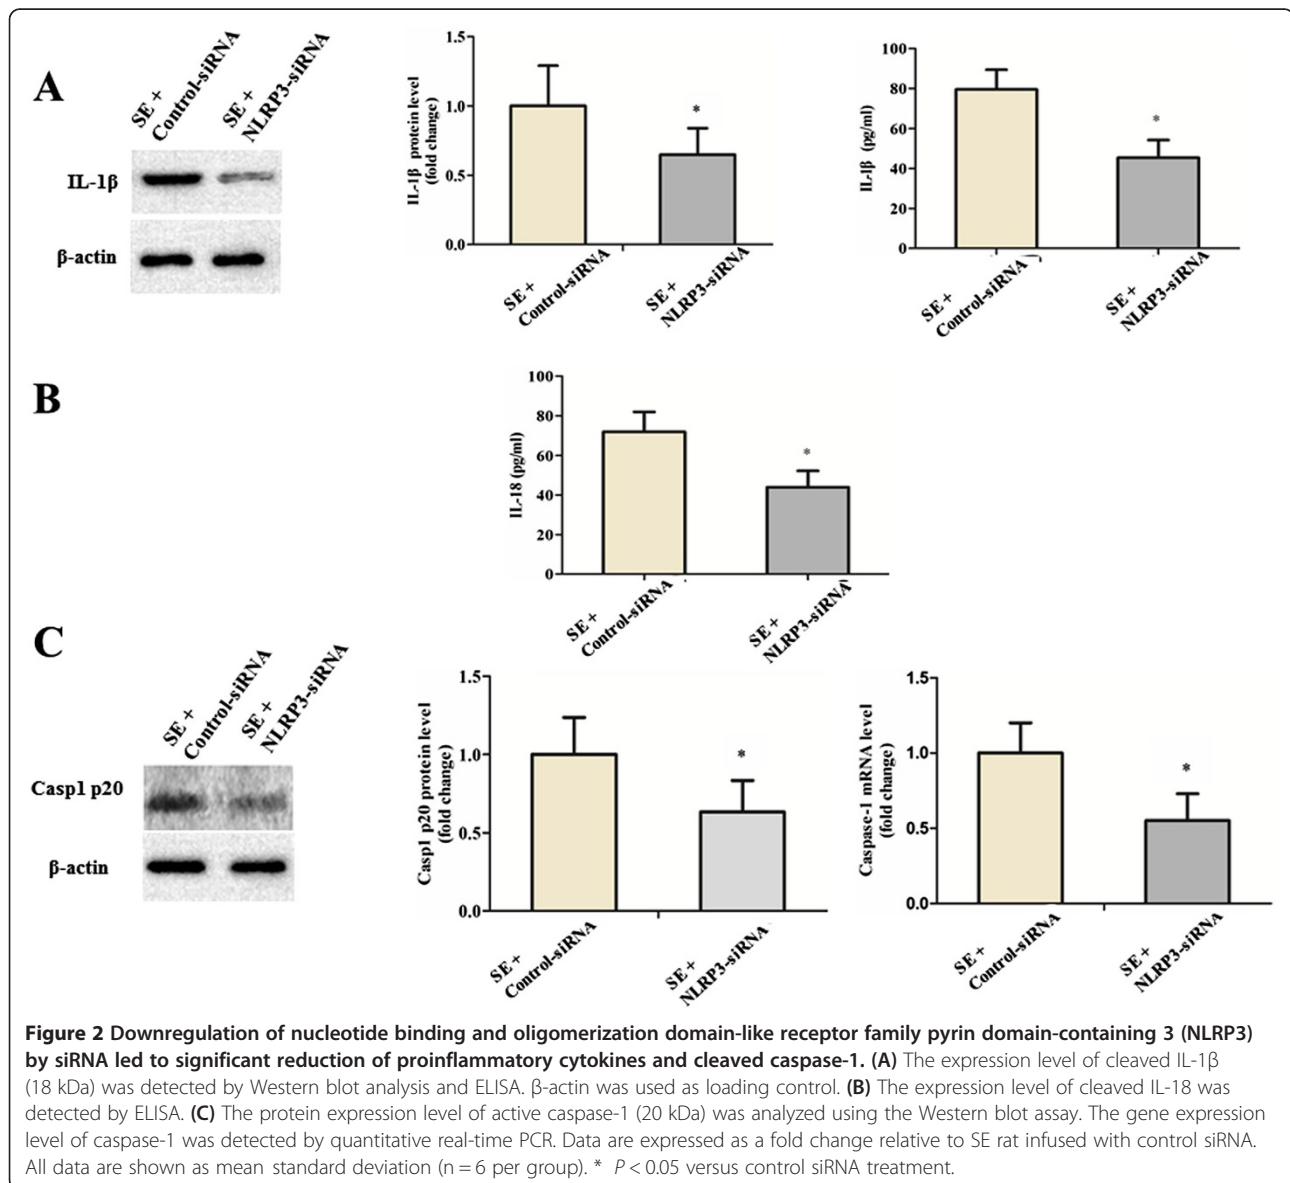 A
SE +
Control-siRNA
SE +
NLRP3-siRNA
IL-1β
β-actin
IL-1β protein level
(fold change)
1.5
1.0
0.5
0.0
*
SE +
Control-siRNA
SE +
NLRP3-siRNA
IL-1β (pg/ml)
100
80
60
40
20
0
*
SE +
Control-siRNA
SE +
NLRP3-siRNA
B
IL-18 (pg/ml)
100
80
60
40
20
0
*
SE +
Control-siRNA
SE +
NLRP3-siRNA
C
SE +
Control-siRNA
SE +
NLRP3-siRNA
Casp1 p20
β-actin
Casp1 p20 protein level
(fold change)
1.5
1.0
0.5
0.0
*
SE +
Control-siRNA
SE +
NLRP3-siRNA
Caspase-1 mRNA level
(fold change)
1.5
1.0
0.5
0.0
*
SE +
Control-siRNA
SE +
NLRP3-siRNA
Figure 2 Downregulation of nucleotide binding and oligomerization domain-like receptor family pyrin domain-containing 3 (NLRP3)
by siRNA led to significant reduction of proinflammatory cytokines and cleaved caspase-1. (A) The expression level of cleaved IL-1β
(18 kDa) was detected by Western blot analysis and ELISA. β-actin was used as loading control. (B) The expression level of cleaved IL-18 was
detected by ELISA. (C) The protein expression level of active caspase-1 (20 kDa) was analyzed using the Western blot assay. The gene expression
level of caspase-1 was detected by quantitative real-time PCR. Data are expressed as a fold change relative to SE rat infused with control siRNA.
All data are shown as mean standard deviation (n = 6 per group). * P < 0.05 versus control siRNA treatment.